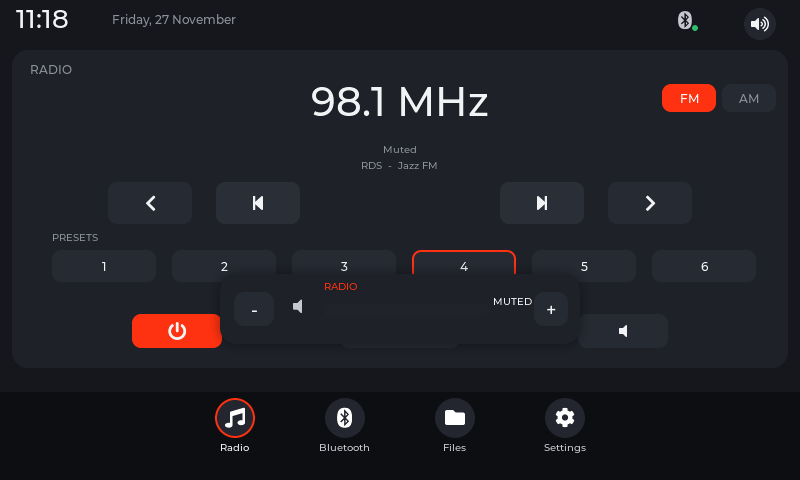 11:18
Friday, 27 November
RADIO
98.1 MHz
FM
AM
Muted
RDS - Jazz FM
PRESETS
1
2
3
4
5
6
RADIO
-
MUTED
+
Radio
Bluetooth
Files
Settings